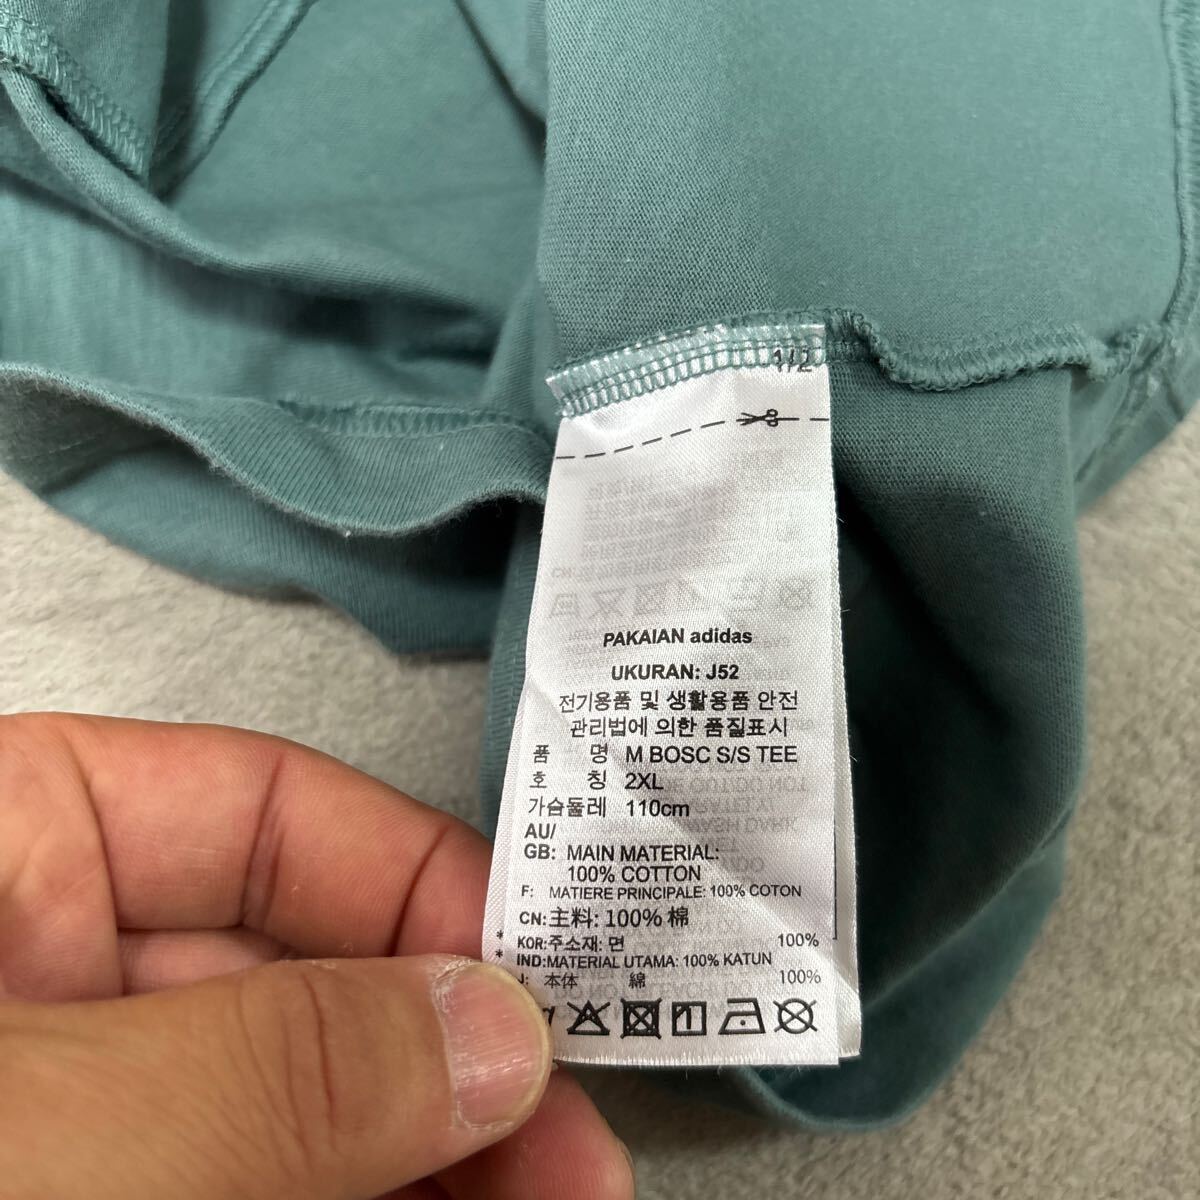 1/2
PAKAIAN adidas
UKURAN: J52
전기용품 및 생활용품 안전
관리법에 의한 품질표시
품 명 M BOSC S/S TEE
호 칭 2XL
가슴둘레 110cm
AU/
GB: MAIN MATERIAL:
100% COTTON
F: MATIERE PRINCIPALE: 100% COTON
CN: 主料: 100% 棉
* KOR:주소재: 면 100%
* IND:MATERIAL UTAMA: 100% KATUN
J: 本体 綿 100%